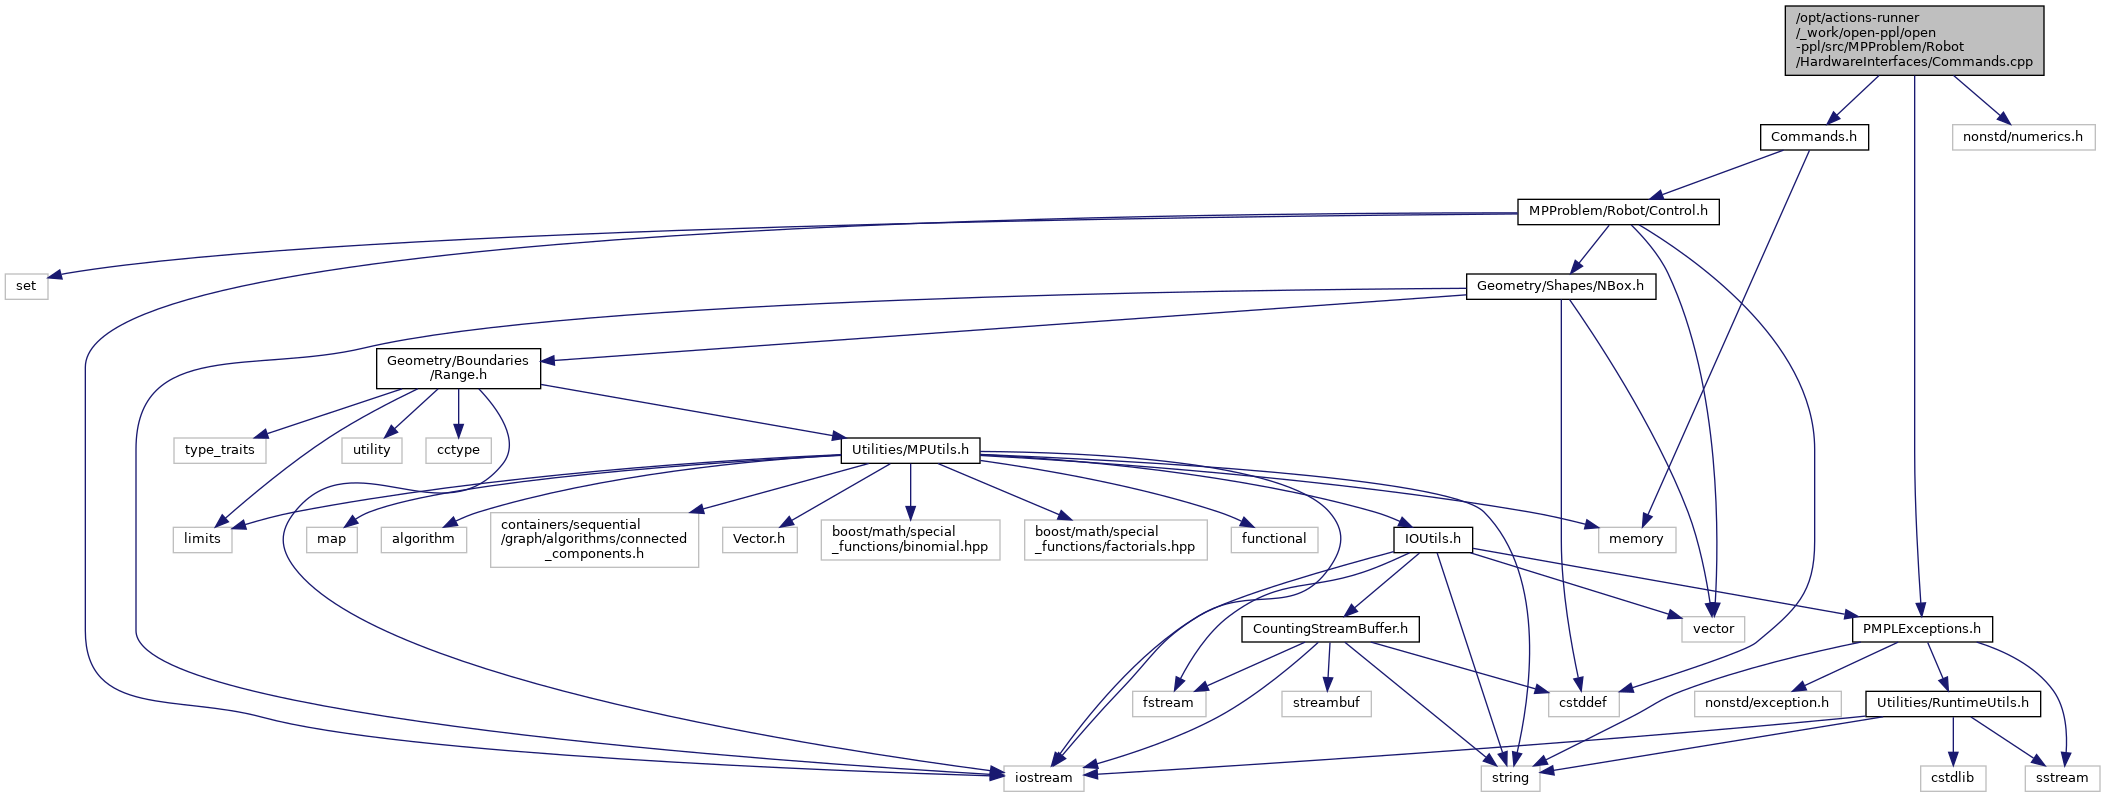 /opt/actions-runner
/_work/open-ppl/open
-ppl/src/MPProblem/Robot
/HardwareInterfaces/Commands.cpp
Commands.h
nonstd/numerics.h
MPProblem/Robot/Control.h
set
Geometry/Shapes/NBox.h
Geometry/Boundaries
/Range.h
type_traits
utility
cctype
Utilities/MPUtils.h
limits
map
algorithm
containers/sequential
/graph/algorithms/connected
_components.h
Vector.h
boost/math/special
_functions/binomial.hpp
boost/math/special
_functions/factorials.hpp
functional
IOUtils.h
memory
CountingStreamBuffer.h
vector
PMPLExceptions.h
fstream
streambuf
cstddef
nonstd/exception.h
Utilities/RuntimeUtils.h
iostream
string
cstdlib
sstream